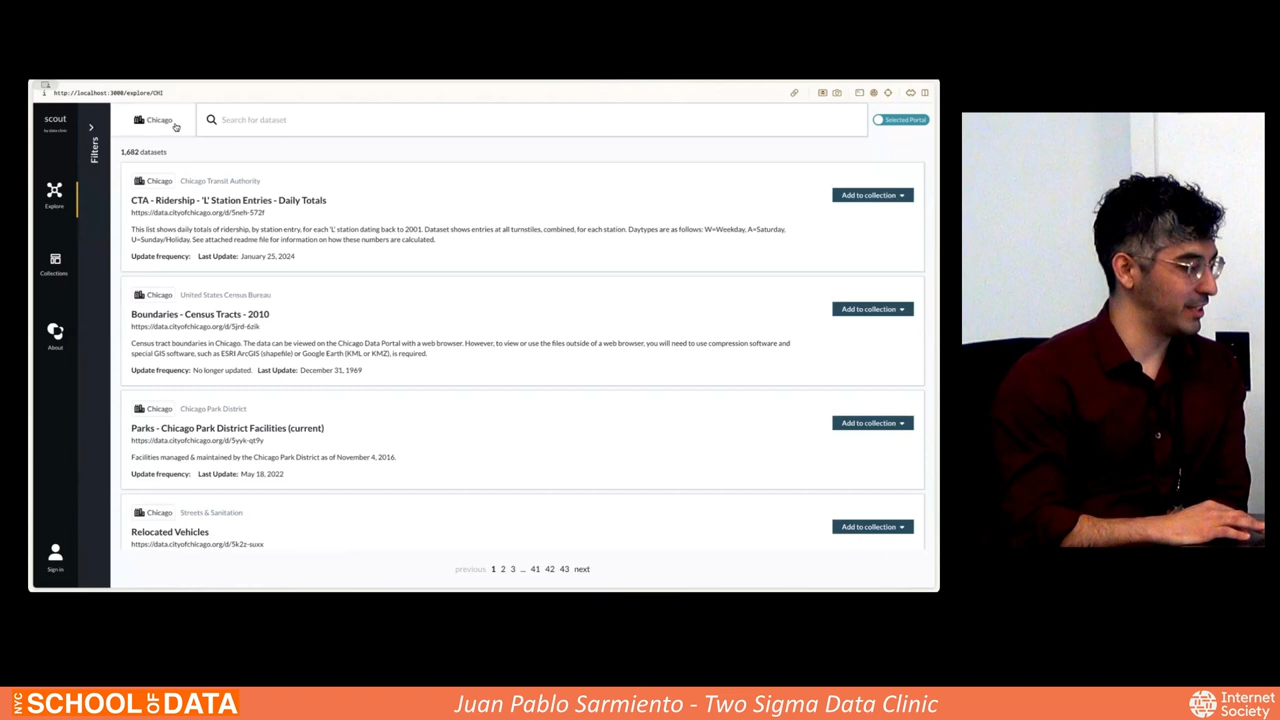 http://localhost:3000/explore/CHI
scout
by data clinic
Filters
Explore
Collections
About
Sign in
Chicago
Search for dataset
Selected Portal
1,682 datasets
Chicago Chicago Transit Authority
CTA - Ridership - 'L' Station Entries - Daily Totals
https://data.cityofchicago.org/d/5neh-572f
This list shows daily totals of ridership, by station entry, for each 'L' station dating back to 2001. Dataset shows entries at all turnstiles, combined, for each station. Daytypes are as follows: W=Weekday, A=Saturday,
U=Sunday/Holiday. See attached readme file for information on how these numbers are calculated.
Update frequency: Last Update: January 25, 2024
Add to collection
Chicago United States Census Bureau
Boundaries - Census Tracts - 2010
https://data.cityofchicago.org/d/5jrd-6zik
Census tract boundaries in Chicago. The data can be viewed on the Chicago Data Portal with a web browser. However, to view or use the files outside of a web browser, you will need to use compression software and
special GIS software, such as ESRI ArcGIS (shapefile) or Google Earth (KML or KMZ), is required.
Update frequency: No longer updated. Last Update: December 31, 1969
Add to collection
Chicago Chicago Park District
Parks - Chicago Park District Facilities (current)
https://data.cityofchicago.org/d/5yyk-qt9y
Facilities managed & maintained by the Chicago Park District as of November 4, 2016.
Update frequency: Last Update: May 18, 2022
Add to collection
Chicago Streets & Sanitation
Relocated Vehicles
https://data.cityofchicago.org/d/5k2z-suxx
Add to collection
previous 1 2 3 ... 41 42 43 next
NYC SCHOOL OF DATA
Juan Pablo Sarmiento - Two Sigma Data Clinic
Internet
Society